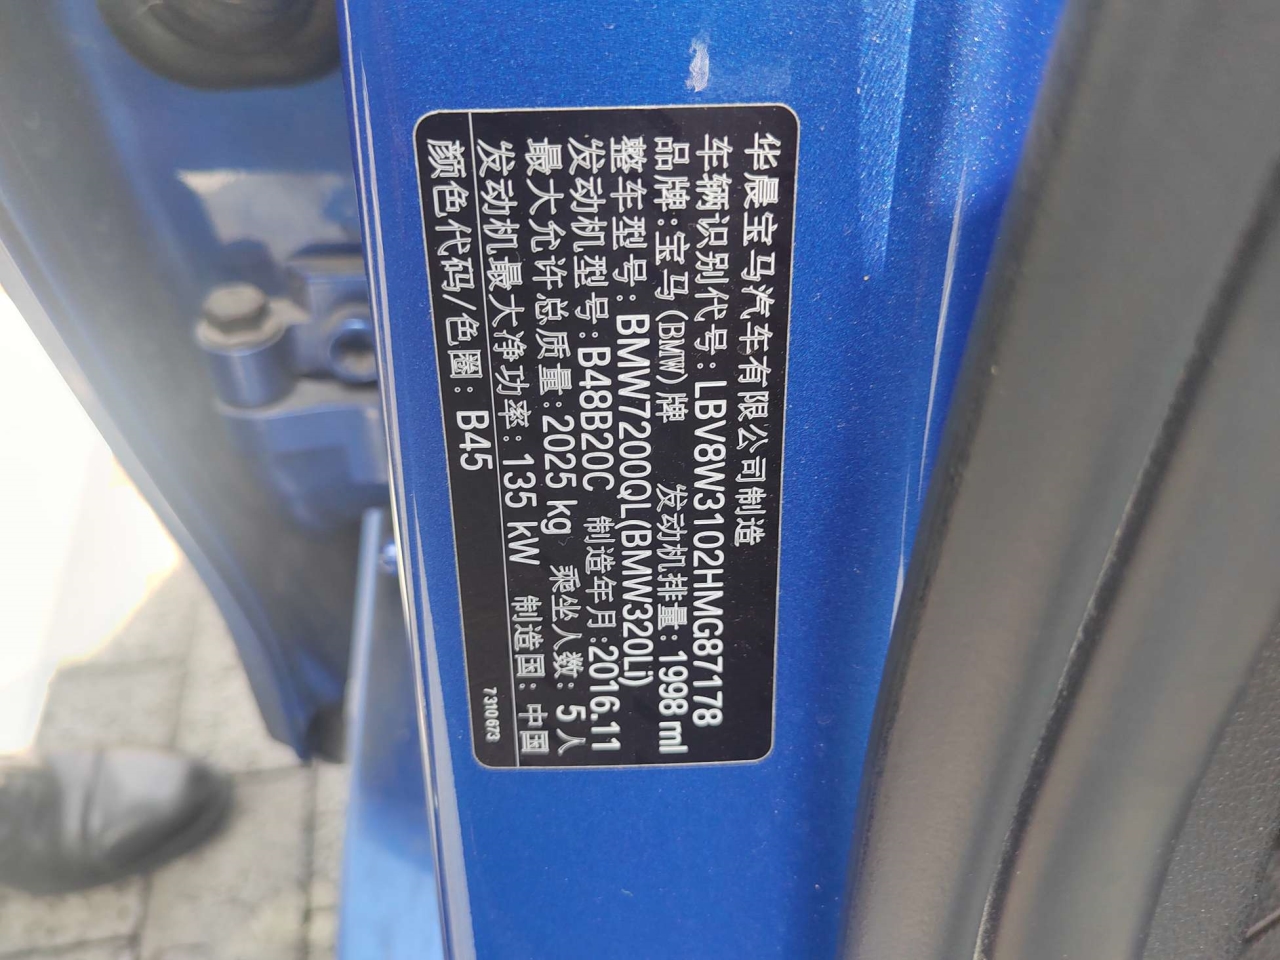 华晨宝马汽车有限公司制造
车辆识别代号：LBV8W3102HMG87178
品牌：宝马(BMW)牌 发动机排量：1998 ml
整车型号：BMW7200QL(BMW320Li)
发动机型号：B48B20C 制造年月：2016.11
最大允许总质量：2025 kg 乘坐人数：5人
发动机最大净功率：135 kW 制造国：中国
颜色代码/色圈：B45
7310673